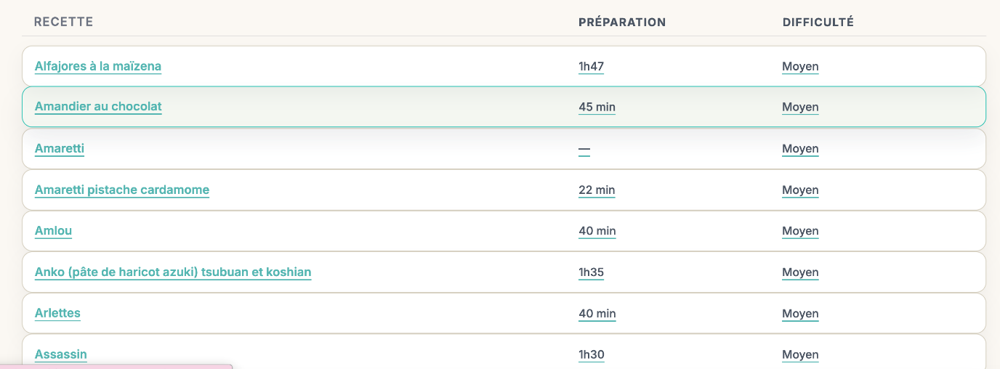 RECETTE PRÉPARATION DIFFICULTÉ
Alfajores à la maïzena 1h47 Moyen
Amandier au chocolat 45 min Moyen
Amaretti — Moyen
Amaretti pistache cardamome 22 min Moyen
Amlou 40 min Moyen
Anko (pâte de haricot azuki) tsubuan et koshian 1h35 Moyen
Arlettes 40 min Moyen
Assassin 1h30 Moyen